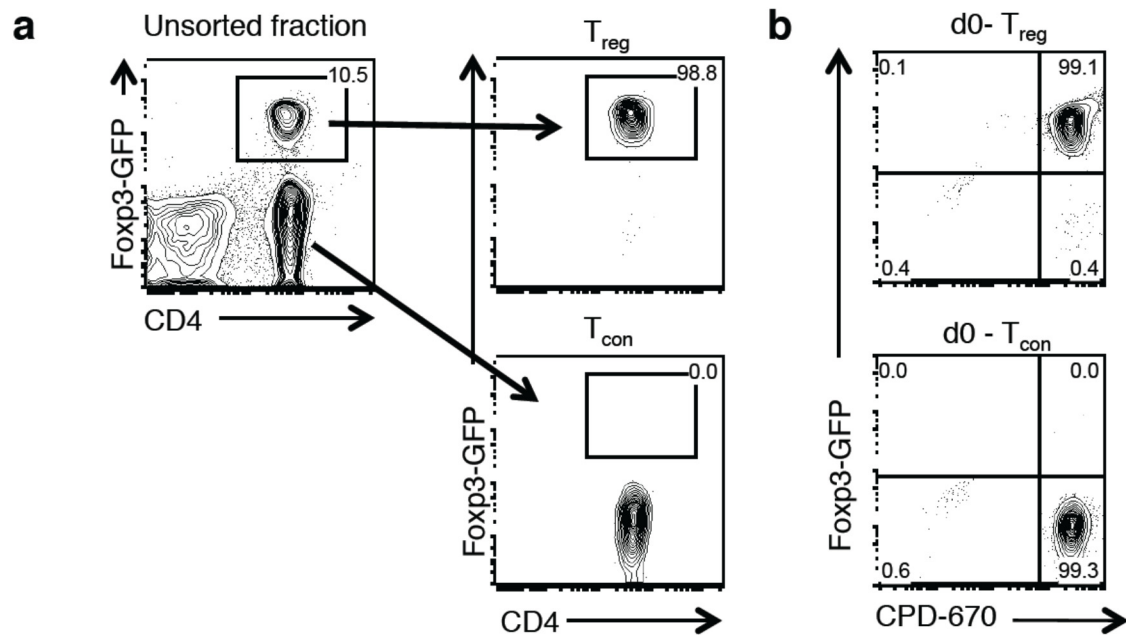 a
Unsorted fraction
10.5
Foxp3-GFP
CD4
Treg
98.8
Tcon
0.0
Foxp3-GFP
CD4
b
d0- Treg
0.1
99.1
0.4
0.4
d0 - Tcon
0.0
0.0
0.6
99.3
Foxp3-GFP
CPD-670